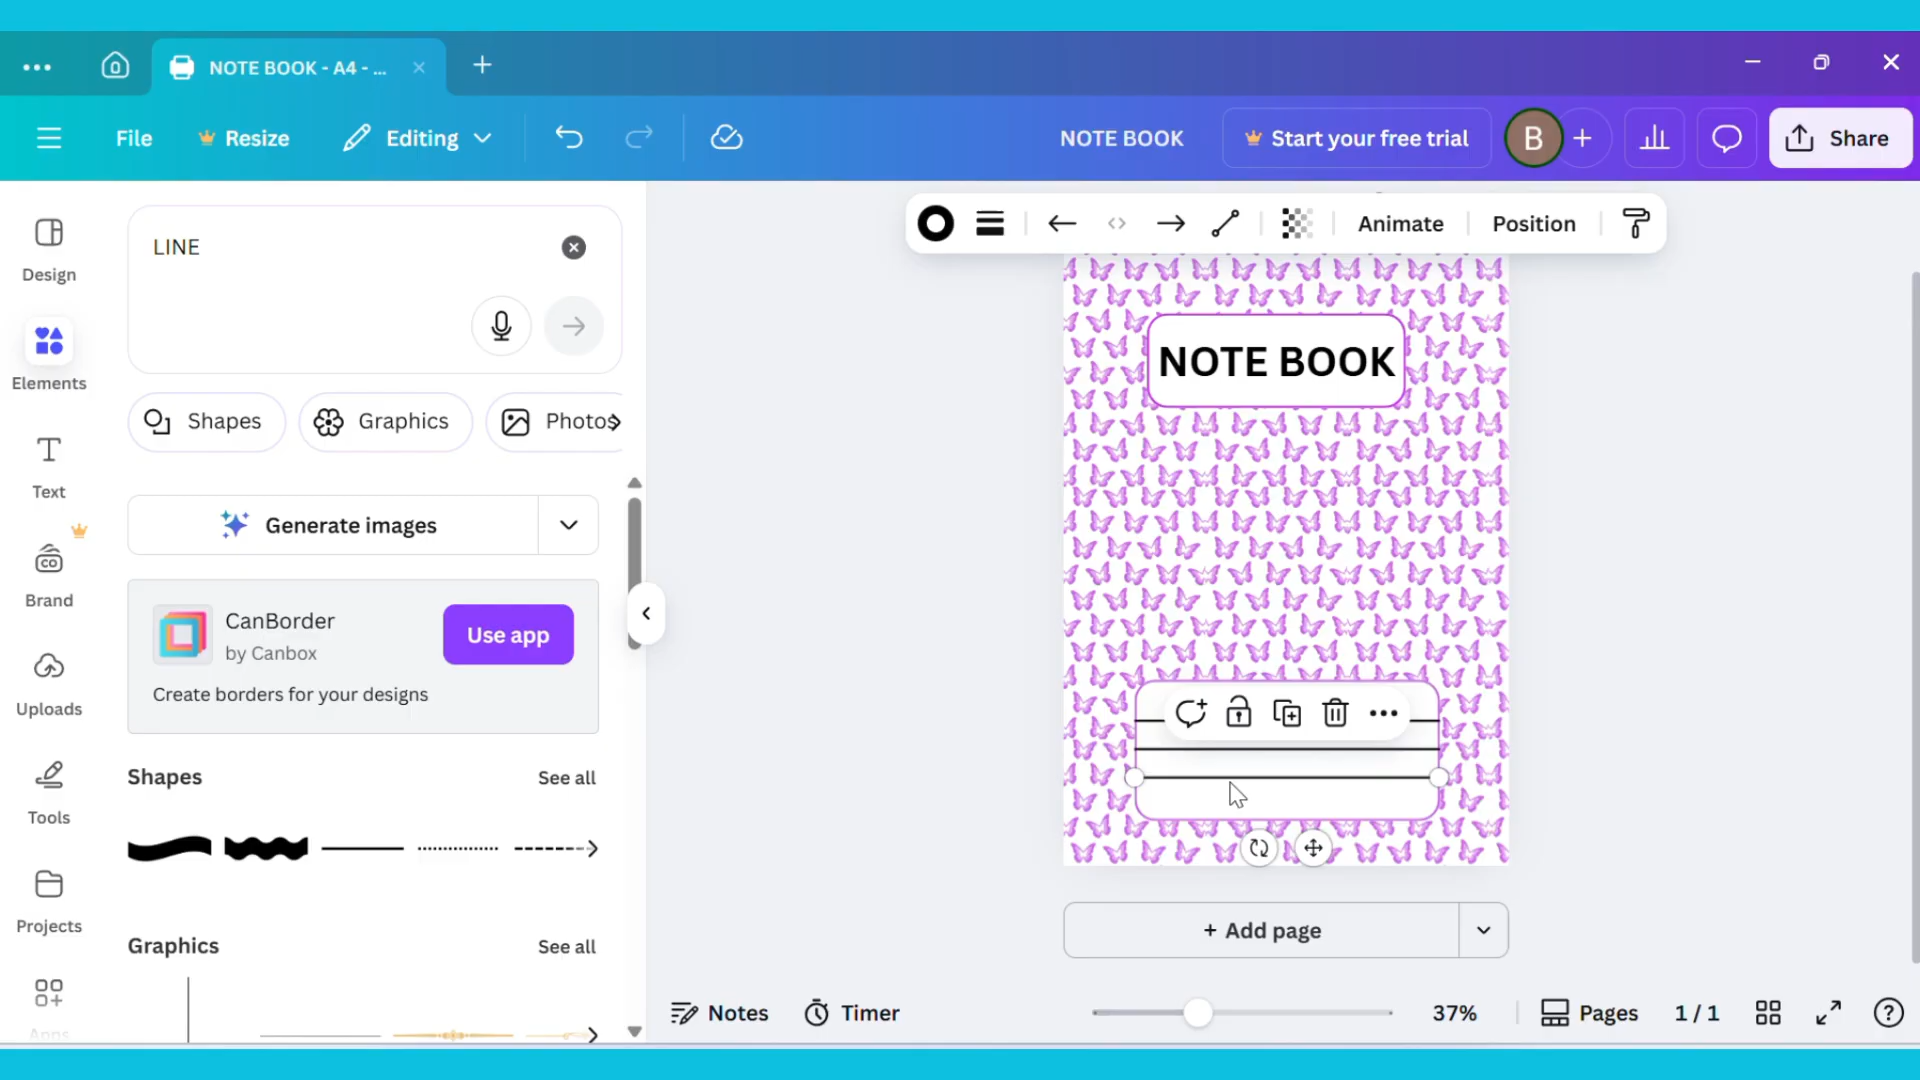 NOTE BOOK - A4 - ...
File
Resize
Editing
NOTE BOOK
Start your free trial
B
Share
Design
Elements
Text
Brand
Uploads
Tools
Projects
Apps
LINE
Shapes
Graphics
Photos
Generate images
CanBorder
by Canbox
Use app
Create borders for your designs
Shapes
See all
Graphics
See all
Animate
Position
NOTE BOOK
+ Add page
Notes
Timer
37%
Pages
1 / 1